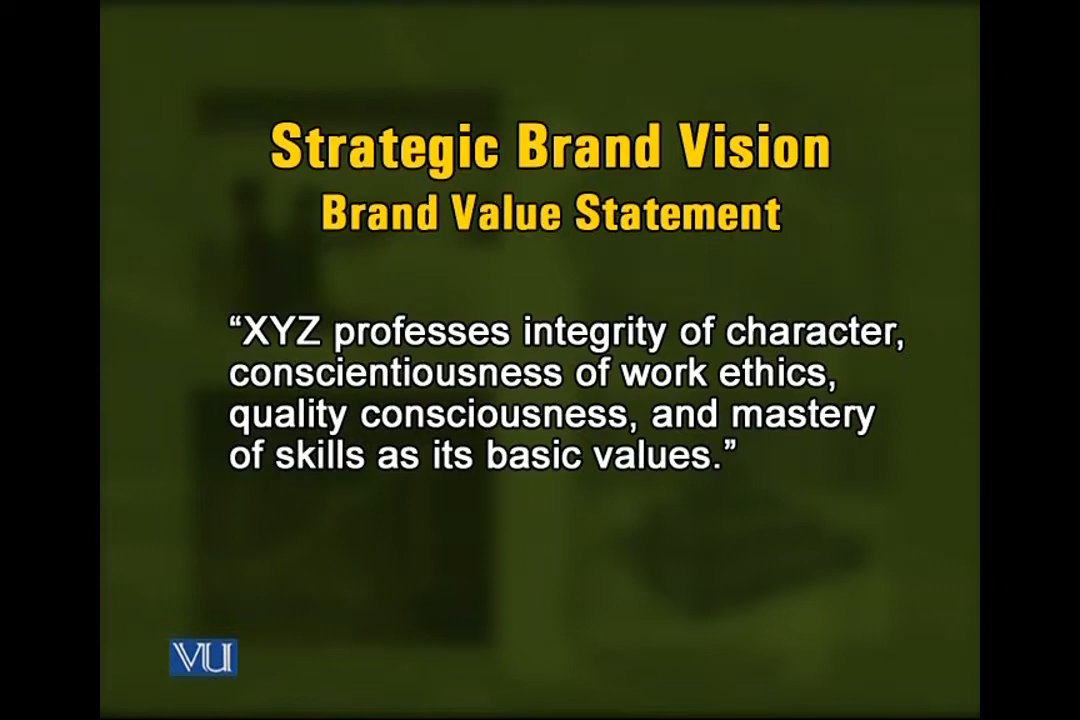 Strategic Brand Vision
Brand Value Statement
“XYZ professes integrity of character,
conscientiousness of work ethics,
quality consciousness, and mastery
of skills as its basic values.”
VU